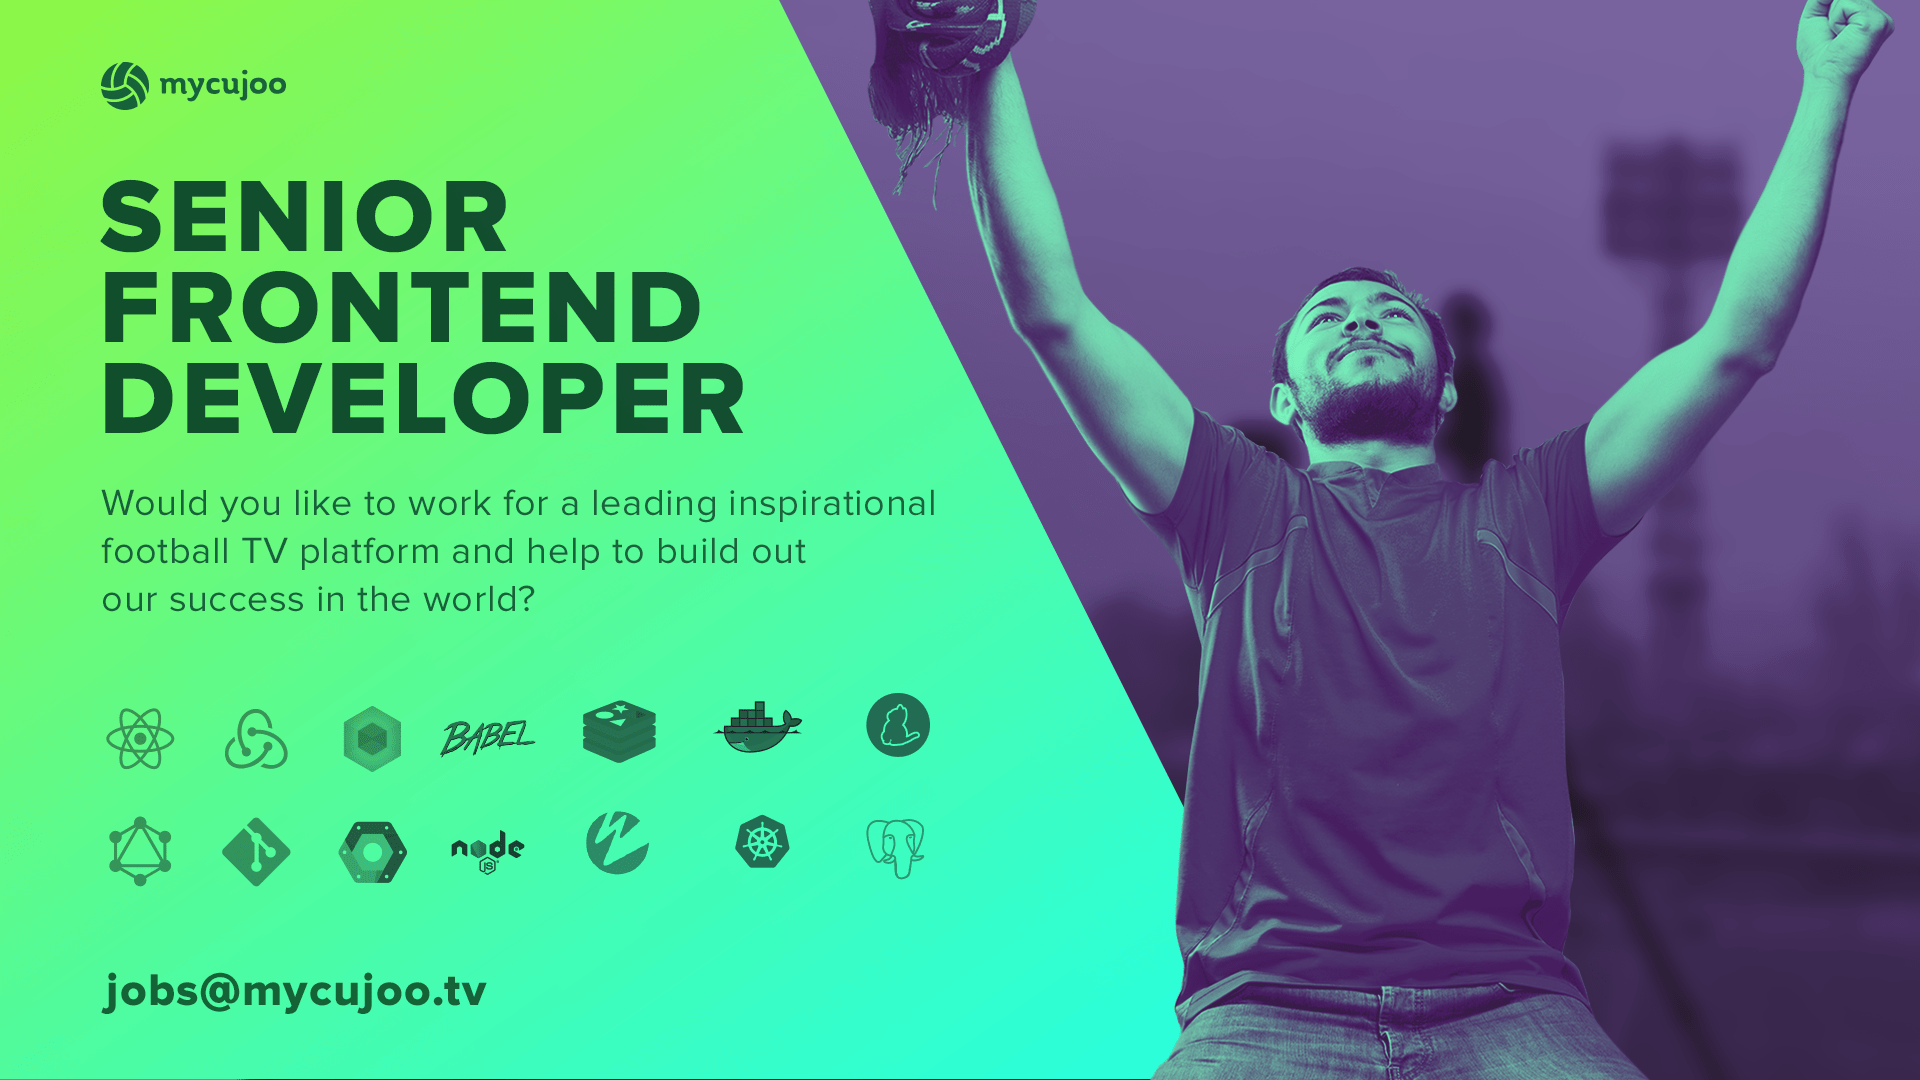 mycujoo
SENIOR
FRONTEND
DEVELOPER
Would you like to work for a leading inspirational
football TV platform and help to build out
our success in the world?
BABEL
node
JS
jobs@mycujoo.tv